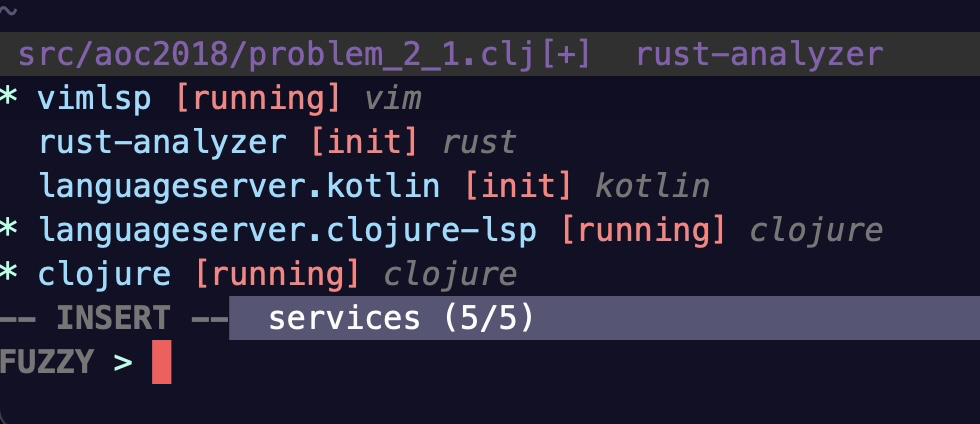 ~
src/aoc2018/problem_2_1.clj[+]  rust-analyzer
* vimlsp [running] vim
  rust-analyzer [init] rust
  languageserver.kotlin [init] kotlin
* languageserver.clojure-lsp [running] clojure
* clojure [running] clojure
-- INSERT --  services (5/5)
FUZZY >